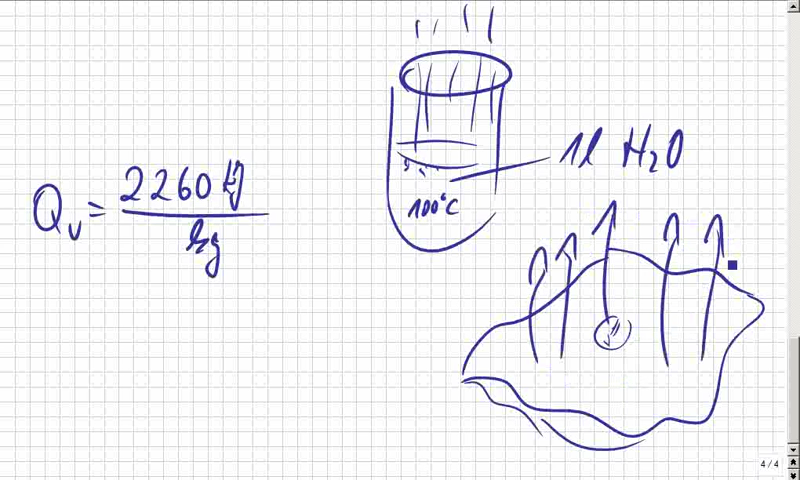 1l H₂O
100°C
Qv = 2260 kJ
kg
4 / 4